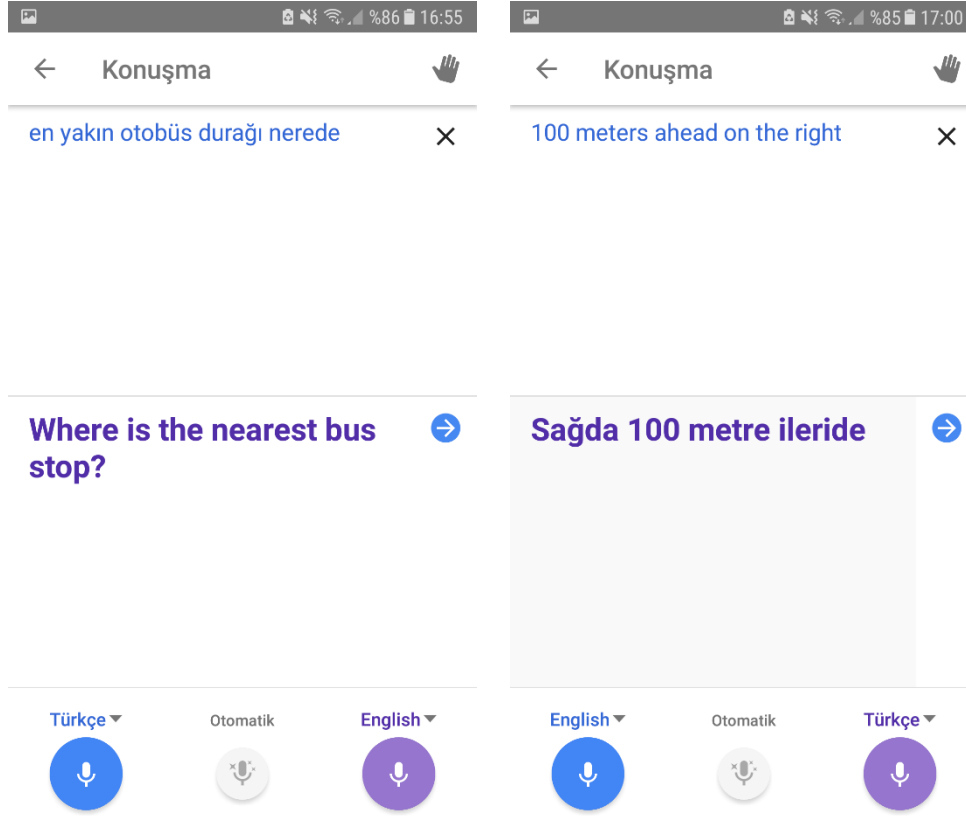 %86 16:55
Konuşma
en yakın otobüs durağı nerede
Where is the nearest bus
stop?
Türkçe Otomatik English
%85 17:00
Konuşma
100 meters ahead on the right
Sağda 100 metre ileride
English Otomatik Türkçe